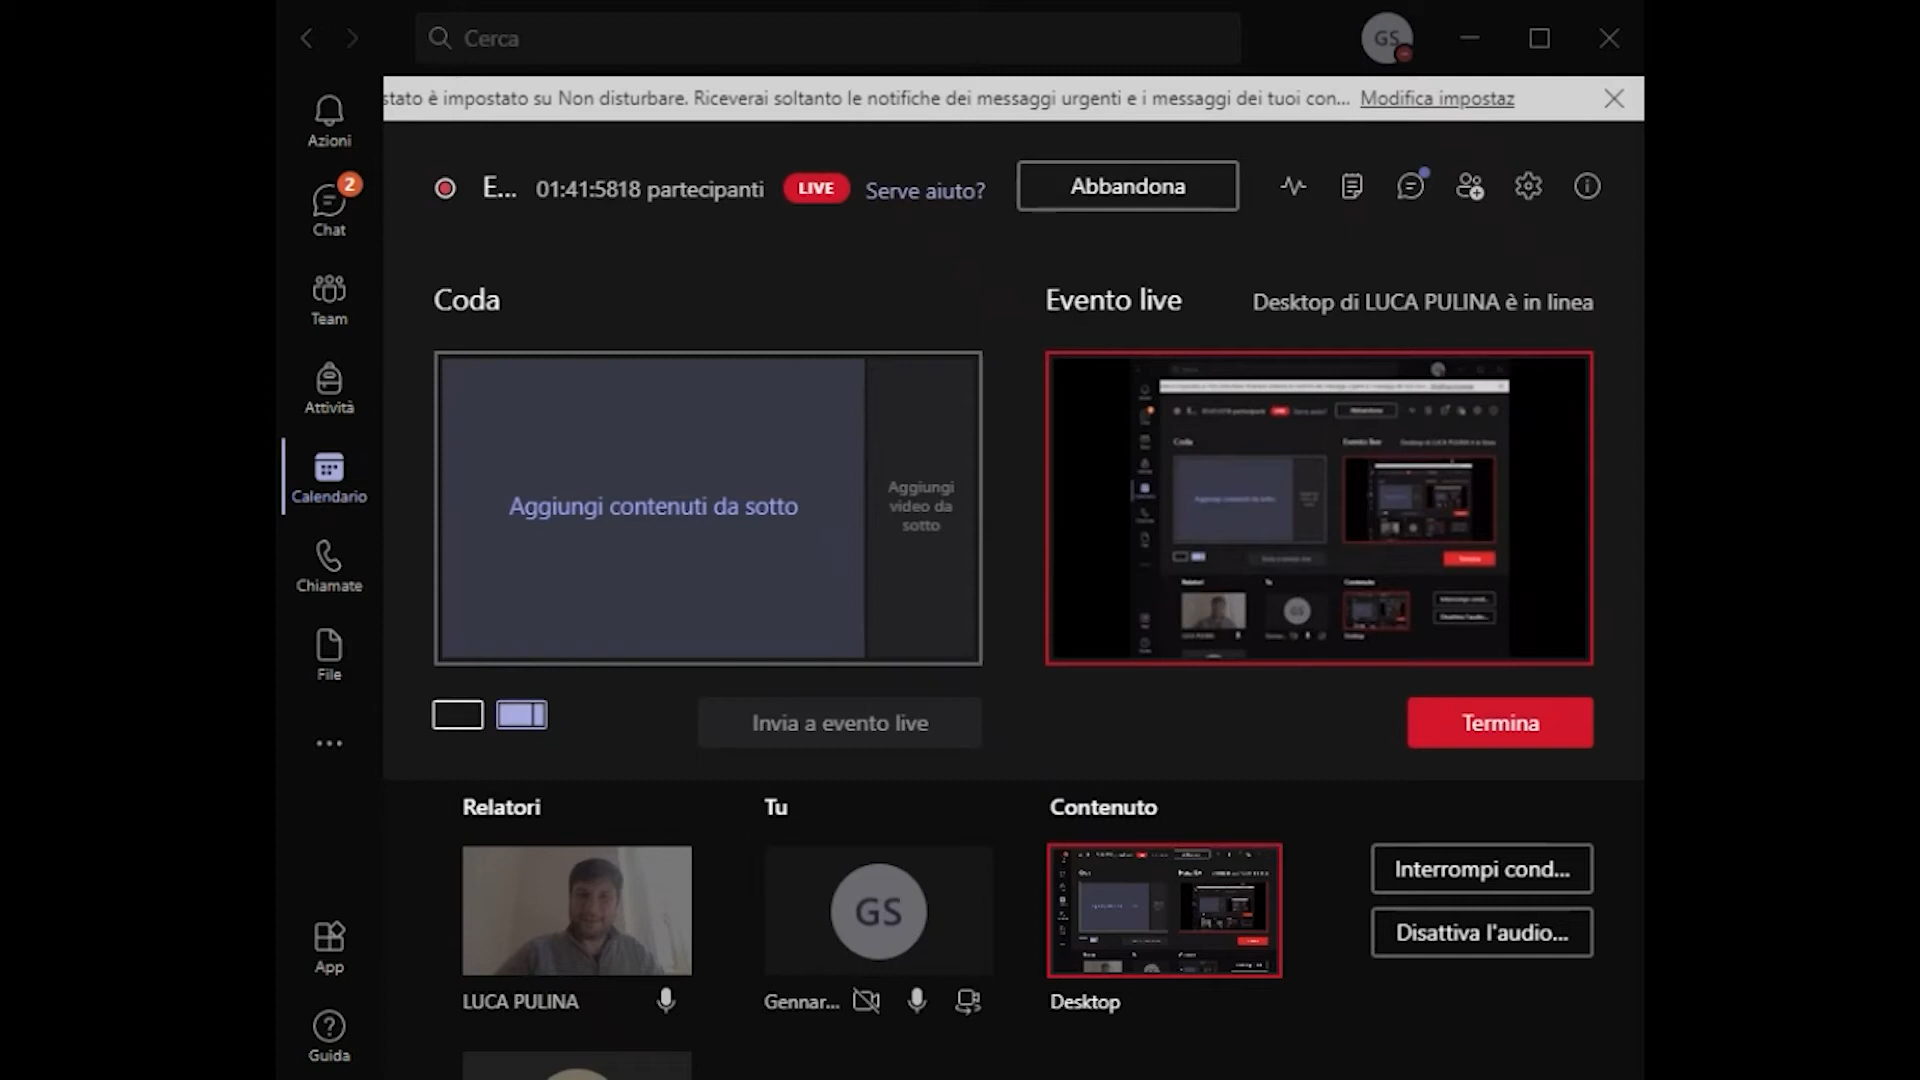 Cerca
GS
stato è impostato su Non disturbare. Riceverai soltanto le notifiche dei messaggi urgenti e i messaggi dei tuoi con... Modifica impostaz
Azioni
2
Chat
Team
Attività
Calendario
Chiamate
File
App
Guida
E... 01:41:5818 partecipanti LIVE Serve aiuto? Abbandona
Coda
Evento live Desktop di LUCA PULINA è in linea
Aggiungi contenuti da sotto
Aggiungi
video da
sotto
Invia a evento live
Termina
Relatori
Tu
Contenuto
GS
Interrompi cond...
Disattiva l'audio...
LUCA PULINA
Gennar...
Desktop